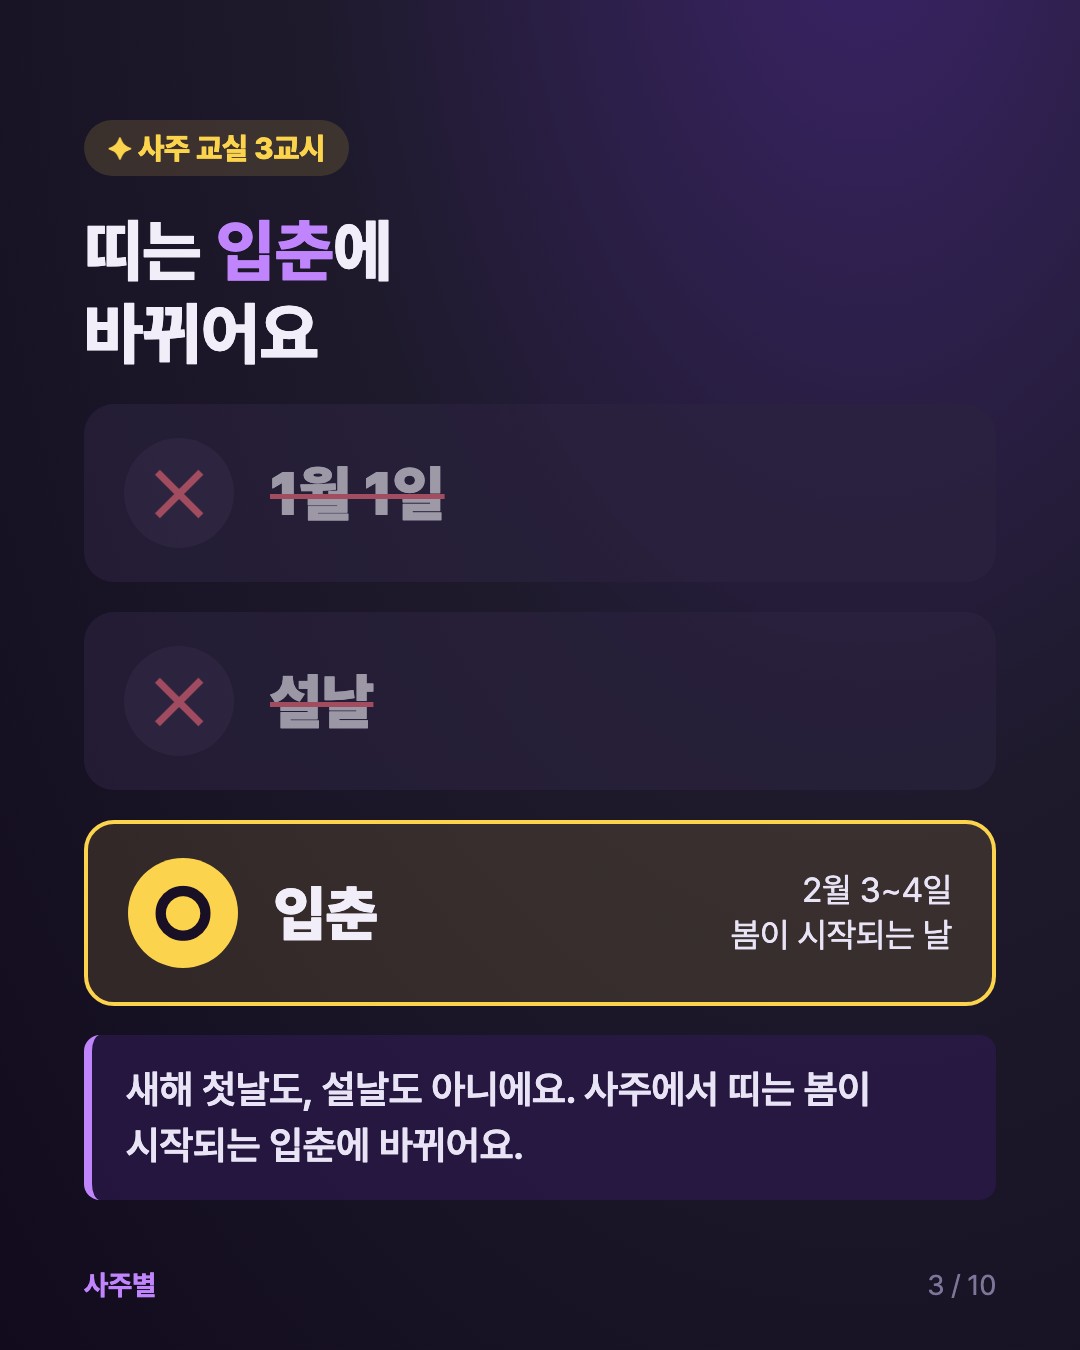 ✦ 사주 교실 3교시
띠는 입춘에
바뀌어요
1월 1일
설날
입춘
2월 3~4일
봄이 시작되는 날
새해 첫날도, 설날도 아니에요. 사주에서 띠는 봄이
시작되는 입춘에 바뀌어요.
사주별
3 / 10